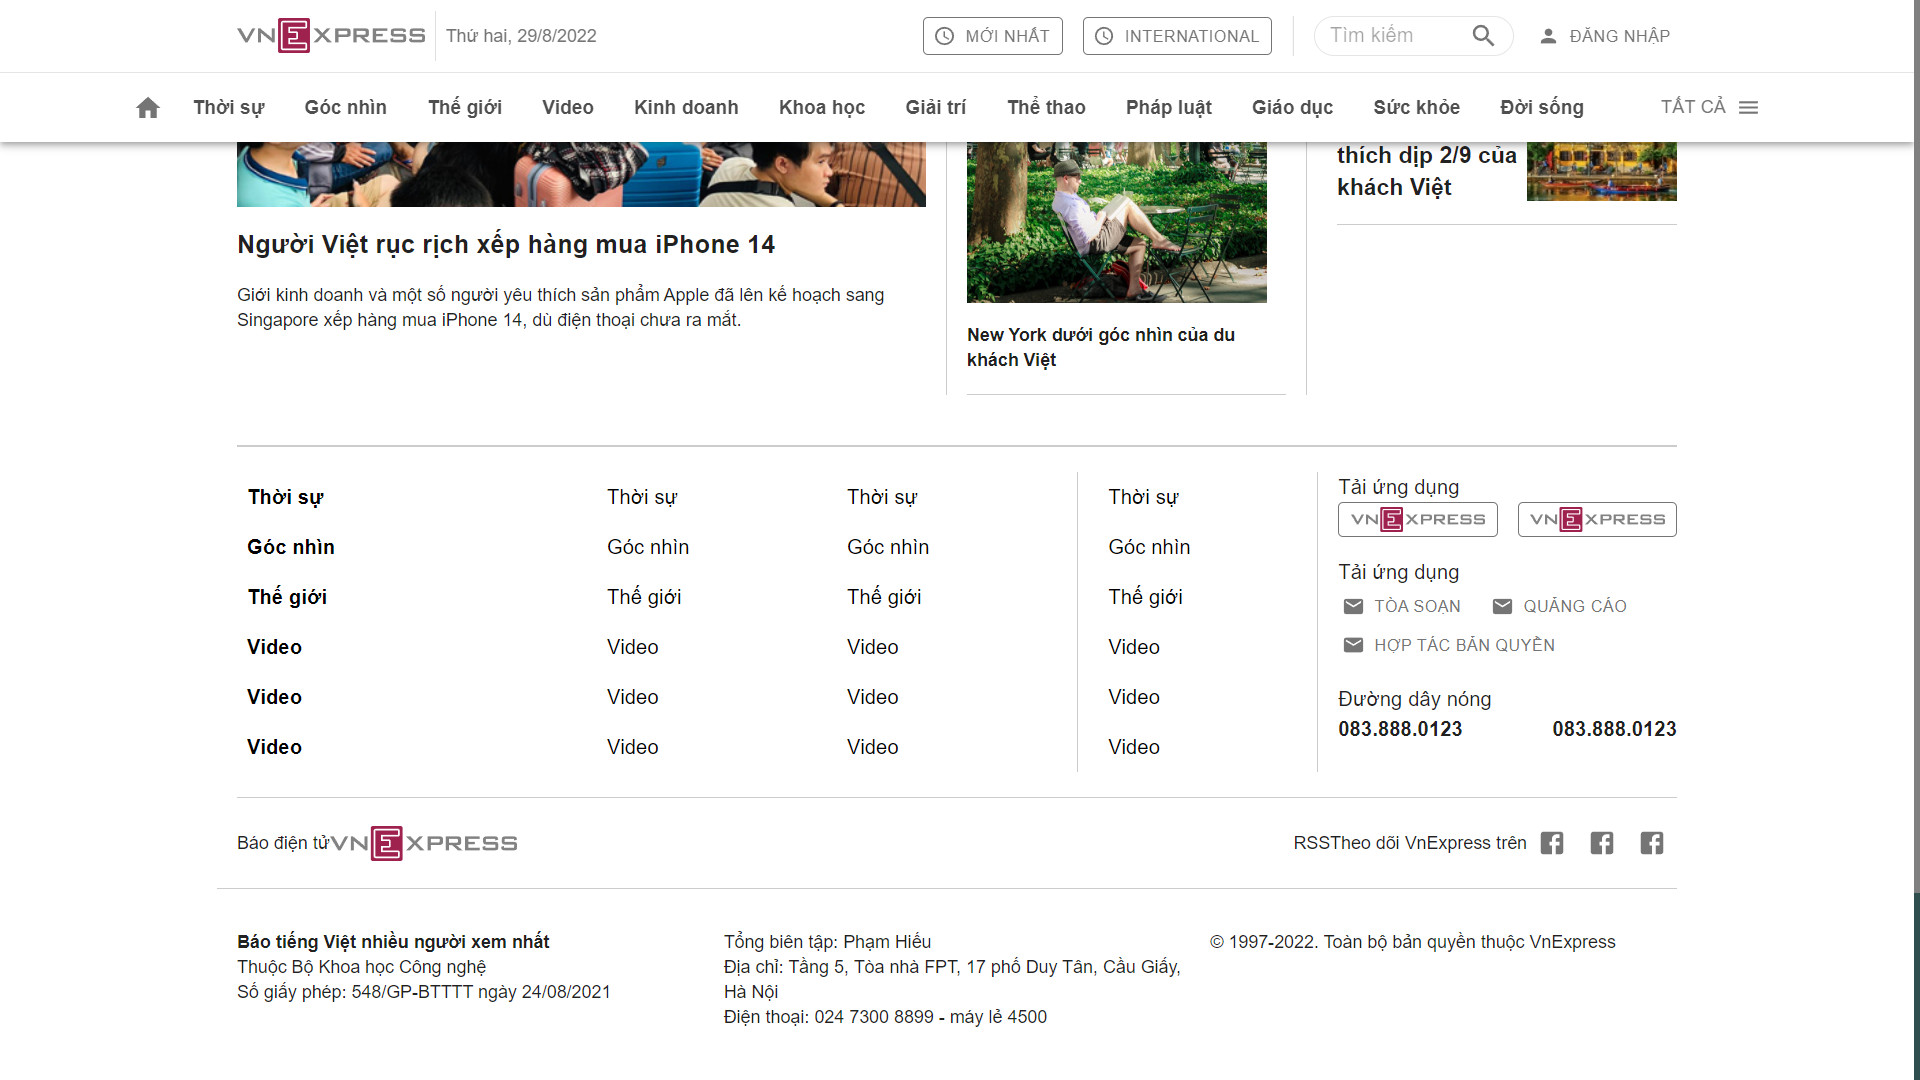 VNEXPRESS
Thứ hai, 29/8/2022
MỚI NHẤT
INTERNATIONAL
Tìm kiếm
ĐĂNG NHẬP
Thời sự
Góc nhìn
Thế giới
Video
Kinh doanh
Khoa học
Giải trí
Thể thao
Pháp luật
Giáo dục
Sức khỏe
Đời sống
TẤT CẢ
Người Việt rục rịch xếp hàng mua iPhone 14
Giới kinh doanh và một số người yêu thích sản phẩm Apple đã lên kế hoạch sang
Singapore xếp hàng mua iPhone 14, dù điện thoại chưa ra mắt.
New York dưới góc nhìn của du
khách Việt
thích dịp 2/9 của
khách Việt
Thời sự
Góc nhìn
Thế giới
Video
Video
Video
Thời sự
Góc nhìn
Thế giới
Video
Video
Video
Thời sự
Góc nhìn
Thế giới
Video
Video
Video
Thời sự
Góc nhìn
Thế giới
Video
Video
Video
Tải ứng dụng
VNEXPRESS
VNEXPRESS
Tải ứng dụng
TÒA SOẠN
QUẢNG CÁO
HỢP TÁC BẢN QUYỀN
Đường dây nóng
083.888.0123
083.888.0123
Báo điện tử VNEXPRESS
RSSTheo dõi VnExpress trên
Báo tiếng Việt nhiều người xem nhất
Thuộc Bộ Khoa học Công nghệ
Số giấy phép: 548/GP-BTTTT ngày 24/08/2021
Tổng biên tập: Phạm Hiếu
Địa chỉ: Tầng 5, Tòa nhà FPT, 17 phố Duy Tân, Cầu Giấy,
Hà Nội
Điện thoại: 024 7300 8899 - máy lẻ 4500
© 1997-2022. Toàn bộ bản quyền thuộc VnExpress